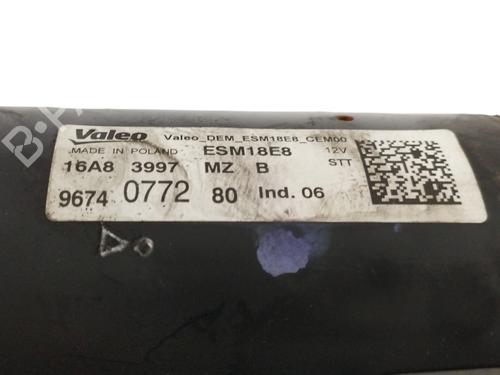 Valeo Valeo_DEM_ESM18E8_CEM00
MADE IN POLAND ESM18E8 12V
16A8 3997 MZ B STT
9674 0772 80 Ind. 06